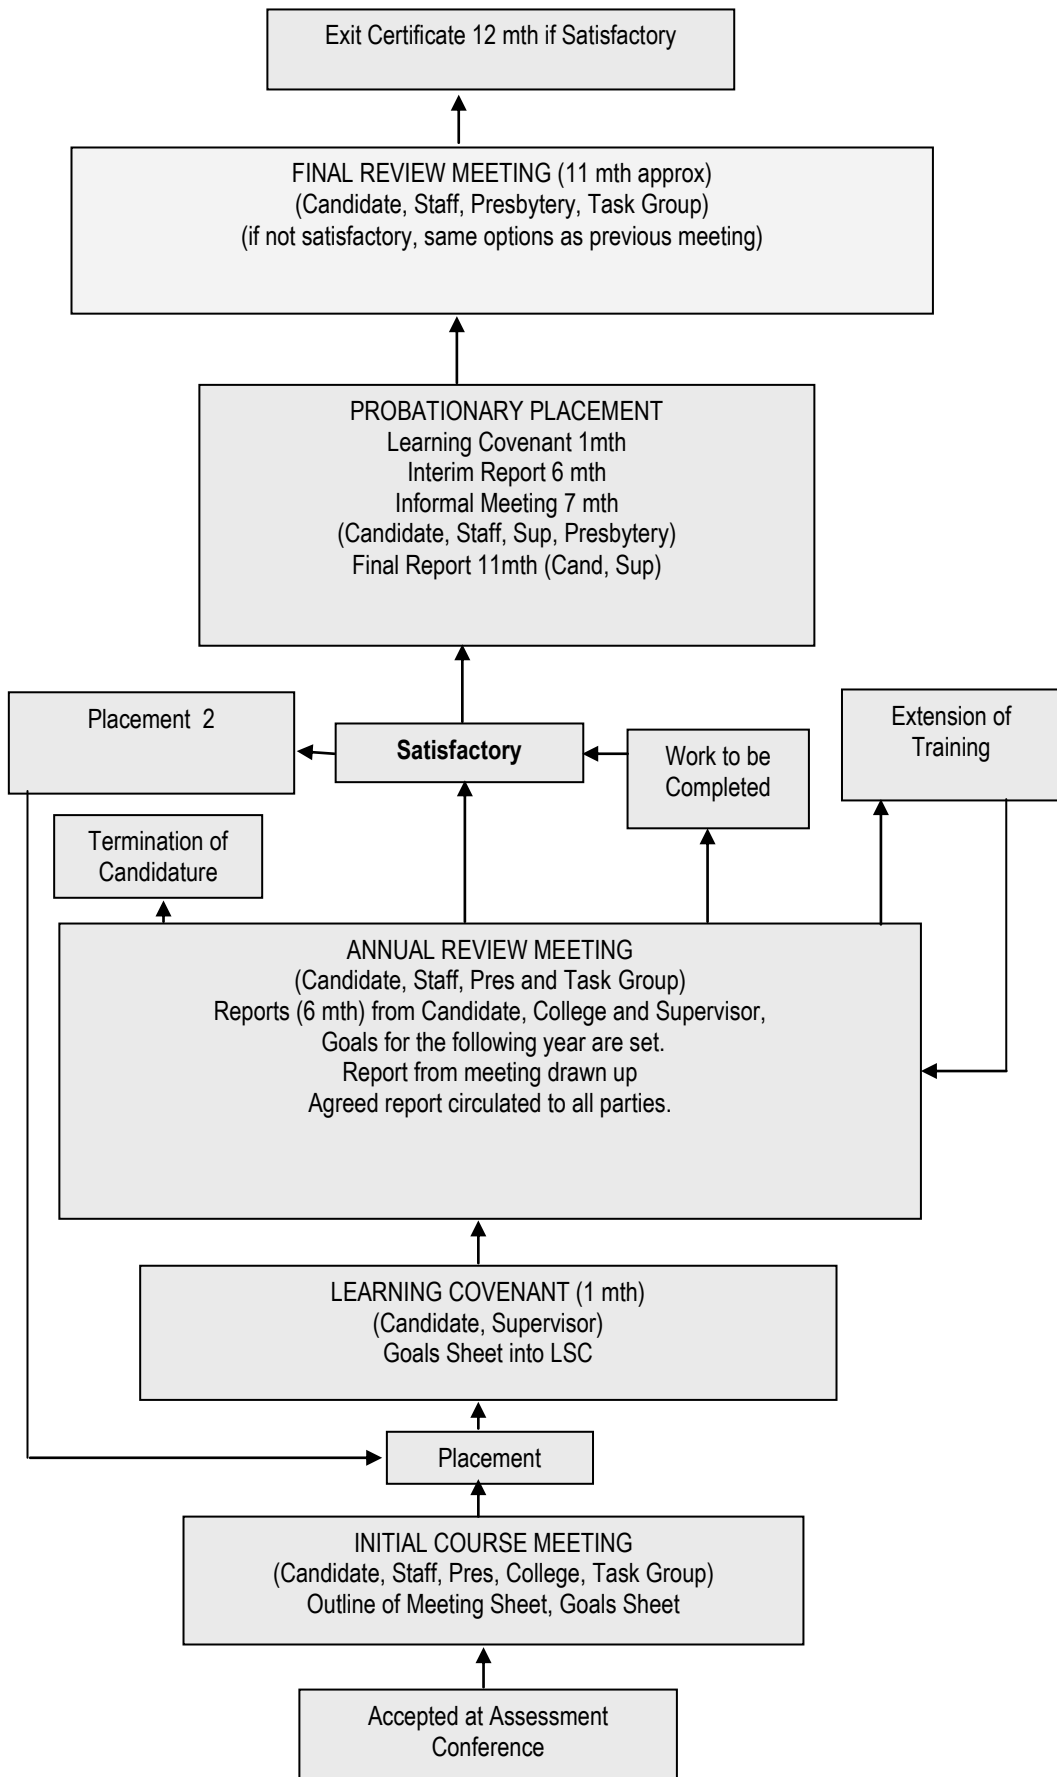 Exit Certificate 12 mth if Satisfactory
FINAL REVIEW MEETING (11 mth approx)
(Candidate, Staff, Presbytery, Task Group)
(if not satisfactory, same options as previous meeting)
PROBATIONARY PLACEMENT
Learning Covenant 1mth
Interim Report 6 mth
Informal Meeting 7 mth
(Candidate, Staff, Sup, Presbytery)
Final Report 11mth (Cand, Sup)
Placement 2
Satisfactory
Work to be
Completed
Extension of
Training
Termination of
Candidature
ANNUAL REVIEW MEETING
(Candidate, Staff, Pres and Task Group)
Reports (6 mth) from Candidate, College and Supervisor,
Goals for the following year are set.
Report from meeting drawn up
Agreed report circulated to all parties.
LEARNING COVENANT (1 mth)
(Candidate, Supervisor)
Goals Sheet into LSC
Placement
INITIAL COURSE MEETING
(Candidate, Staff, Pres, College, Task Group)
Outline of Meeting Sheet, Goals Sheet
Accepted at Assessment
Conference